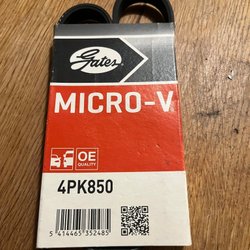 Gates
MICRO-V
OE
QUALITY
4PK850
5 414465 352485